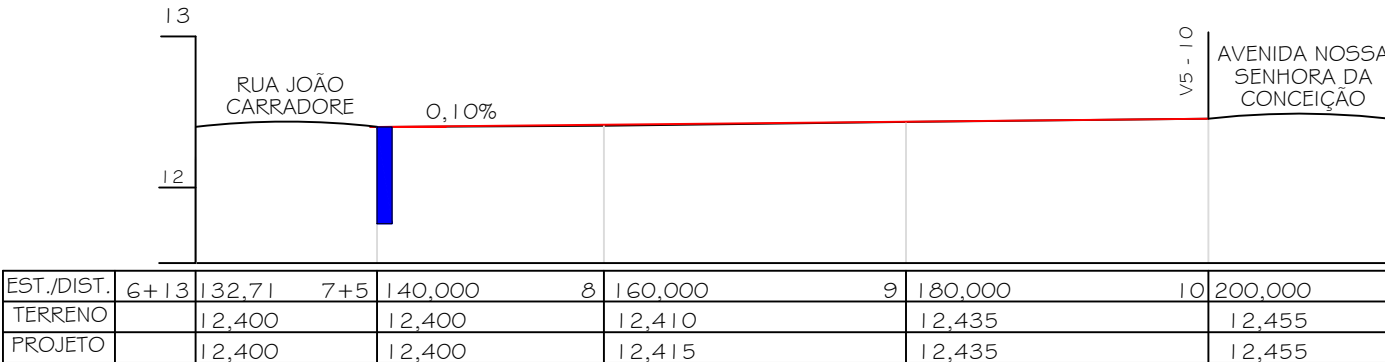 13
RUA JOÃO
CARRADORE
0,10%
V5 - 10
AVENIDA NOSSA
SENHORA DA
CONCEIÇÃO
12
EST./DIST. 6+13 132,71 7+5 140,000 8 160,000 9 180,000 10 200,000
TERRENO 12,400 12,400 12,410 12,435 12,455
PROJETO 12,400 12,400 12,415 12,435 12,455